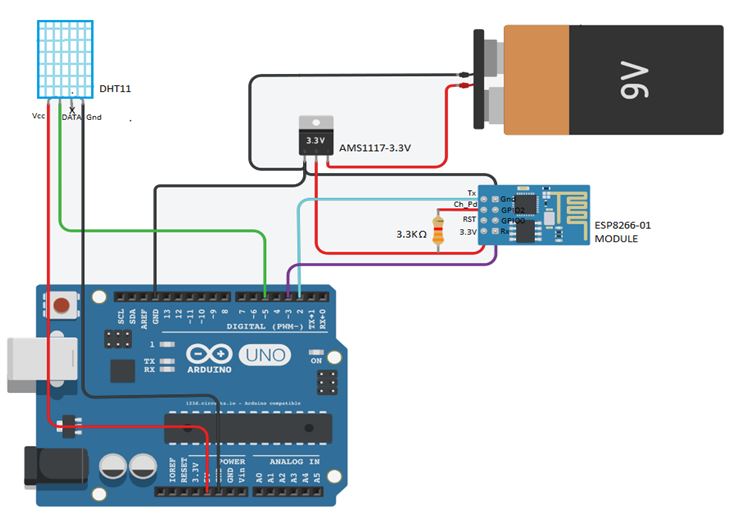 DHT11
Vcc
DATA
X
Gnd
9V
3.3V
AMS1117-3.3V
Tx
Ch_Pd
RST
3.3V
Gnd
GPIO2
GPIO0
Rx
3.3KΩ
ESP8266-01
MODULE
SCL
SDA
AREF
GND
13
12
~11
~10
~9
8
7
~6
~5
4
~3
2
TX→1
RX←0
DIGITAL (PWM~)
1
TX
RX
ARDUINO
UNO
ON
123d.circuits.io - Arduino compatible
POWER
ANALOG IN
IOREF
RESET
3.3V
GND
Vin
A0
A1
A2
A3
A4
A5